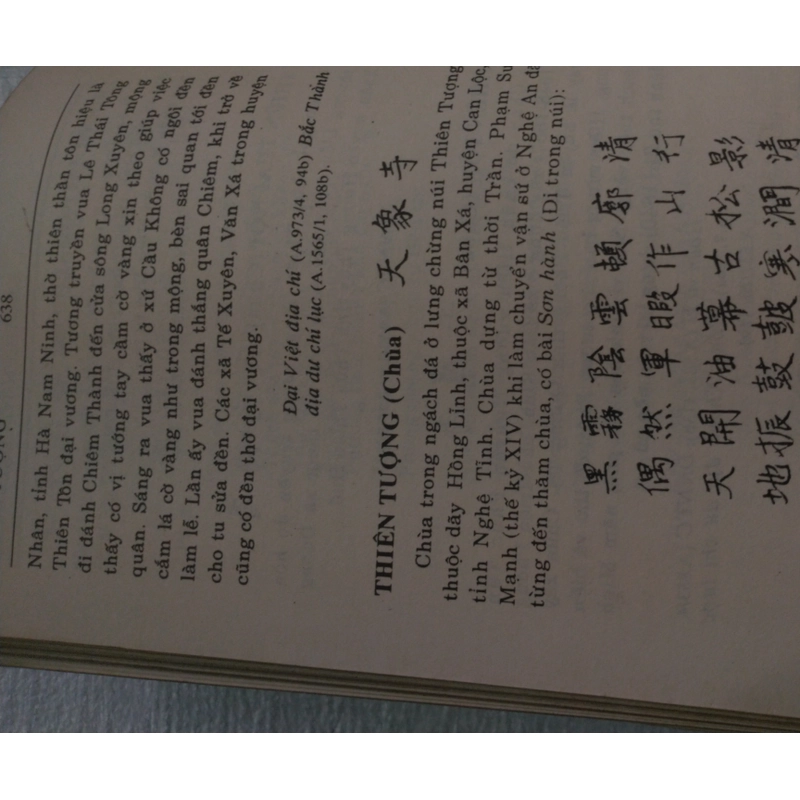 638
Nhân, tỉnh Hà Nam Ninh, thờ thiên thần tôn hiệu là
Thiên Tôn đại vương. Tương truyền vua Lê Thái Tông
đi đánh Chiêm Thành đến cửa sông Long Xuyên, mộng
thấy có vị tướng tay cầm cờ vàng xin theo giúp việc
quân. Sáng ra vua thấy ở xứ Cầu Không có ngôi đền
cắm lá cờ vàng như trong mộng, bèn sai quan tới đền
làm lễ. Lần ấy vua đánh thắng quân Chiêm, khi trở về
cho tu sửa đền. Các xã Tế Xuyên, Văn Xá trong huyện
cũng có đền thờ đại vương.
Đại Việt địa chí (A.973/4, 94b) Bắc Thành
địa dư chí lục (A.1565/1, 108b).
THIÊN TƯỢNG (Chùa) 天象寺
Chùa trong ngách đá ở lưng chừng núi Thiên Tượng
thuộc dãy Hồng Lĩnh, thuộc xã Bân Xá, huyện Can Lộc,
tỉnh Nghệ Tĩnh. Chùa dựng từ thời Trần. Phạm Sư
Mạnh (thế kỷ XIV) khi làm chuyển vận sứ ở Nghệ An đã
từng đến thăm chùa, có bài Sơn hành (Đi trong núi):
黑霧陰雲頓廓清
偶然軍暇作山行
天開油幕古松影
地振鼓鼙寒澗清